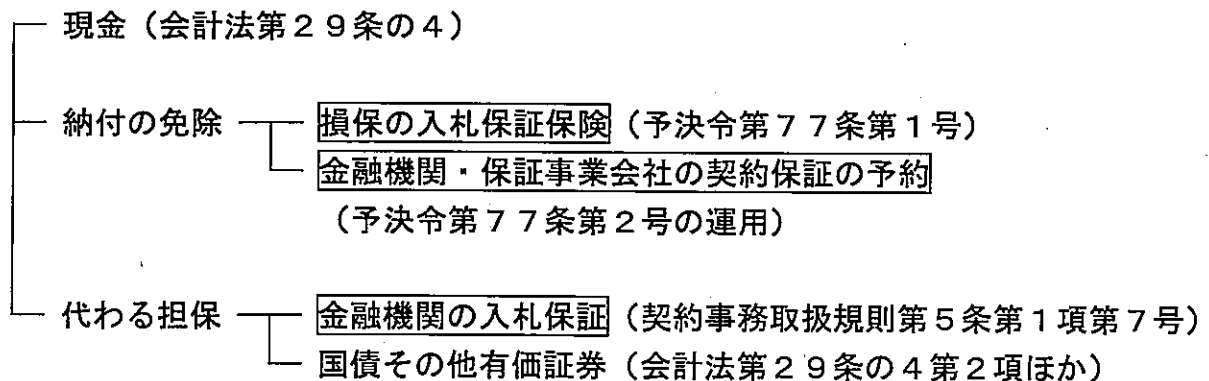 現金（会計法第２９条の４）
納付の免除 損保の入札保証保険（予決令第７７条第１号）
金融機関・保証事業会社の契約保証の予約
（予決令第７７条第２号の運用）
代わる担保 金融機関の入札保証（契約事務取扱規則第５条第１項第７号）
国債その他有価証券（会計法第２９条の４第２項ほか）